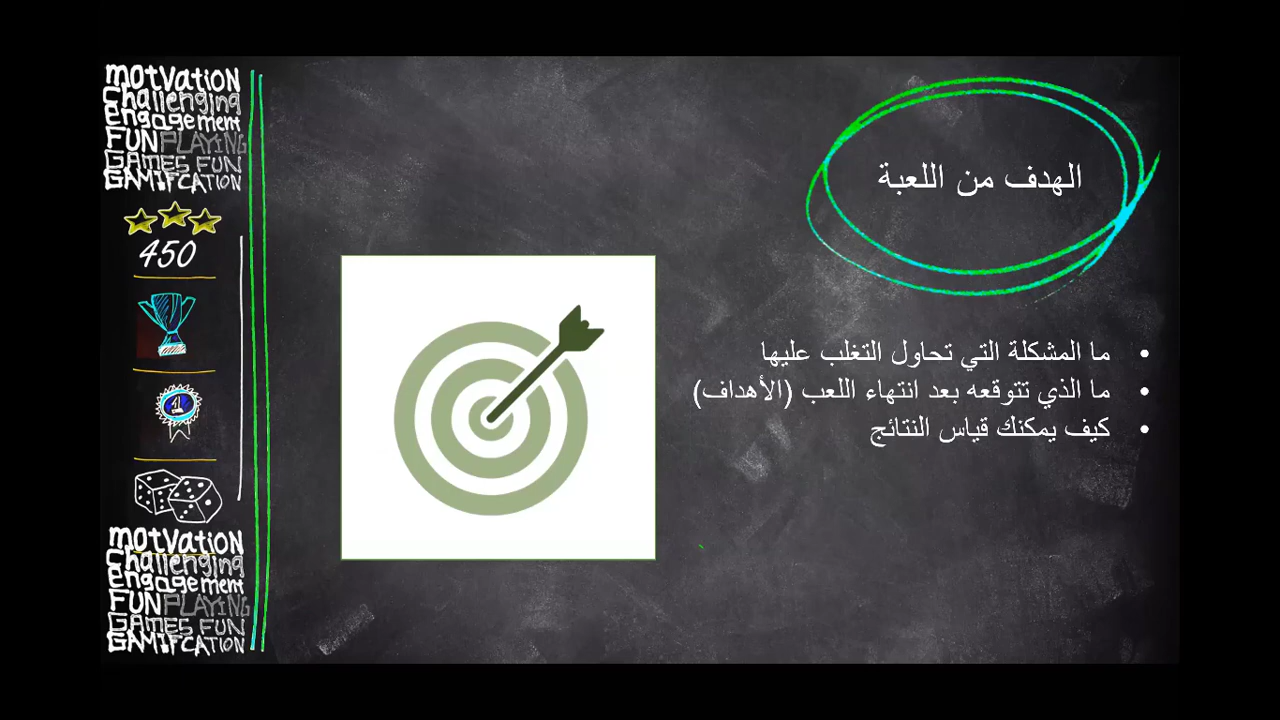 motvation
Challenging
Engagement
FUN PLAYING
GAMES FUN
GAMIFCATION
450
1
motvation
Challenging
Engagement
FUN PLAYING
GAMES FUN
GAMIFCATION
الهدف من اللعبة
• ما المشكلة التي تحاول التغلب عليها
• ما الذي تتوقعه بعد انتهاء اللعب (الأهداف)
• كيف يمكنك قياس النتائج